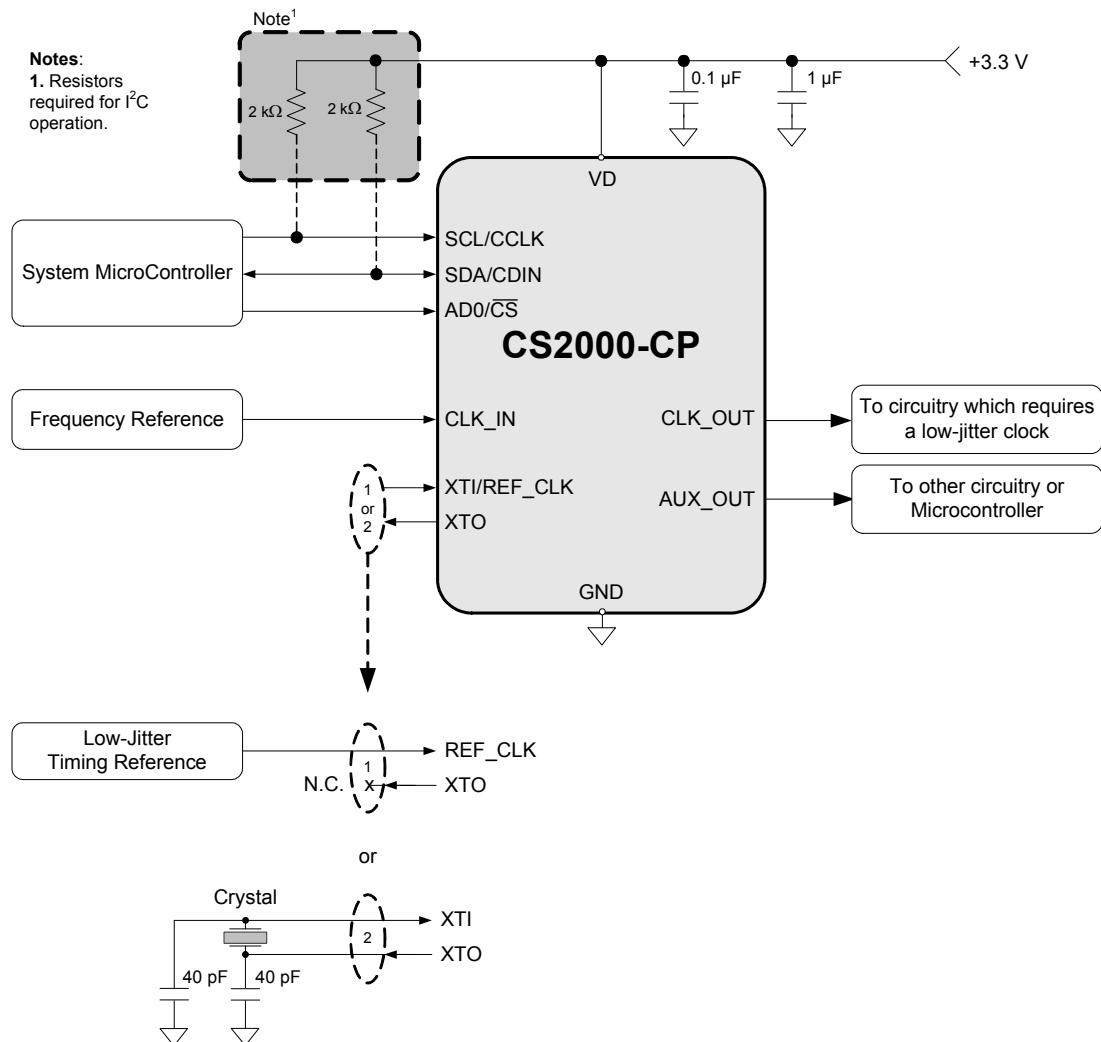 Note¹
Notes:
1. Resistors
required for I²C
operation.
+3.3 V
0.1 µF
1 µF
2 kΩ
2 kΩ
VD
System MicroController
SCL/CCLK
SDA/CDIN
AD0/C̅S̅
CS2000-CP
Frequency Reference
CLK_IN
CLK_OUT
To circuitry which requires
a low-jitter clock
XTI/REF_CLK
XTO
1
or
2
AUX_OUT
To other circuitry or
Microcontroller
GND
Low-Jitter
Timing Reference
REF_CLK
1
N.C.
x
XTO
or
Crystal
XTI
2
XTO
40 pF
40 pF